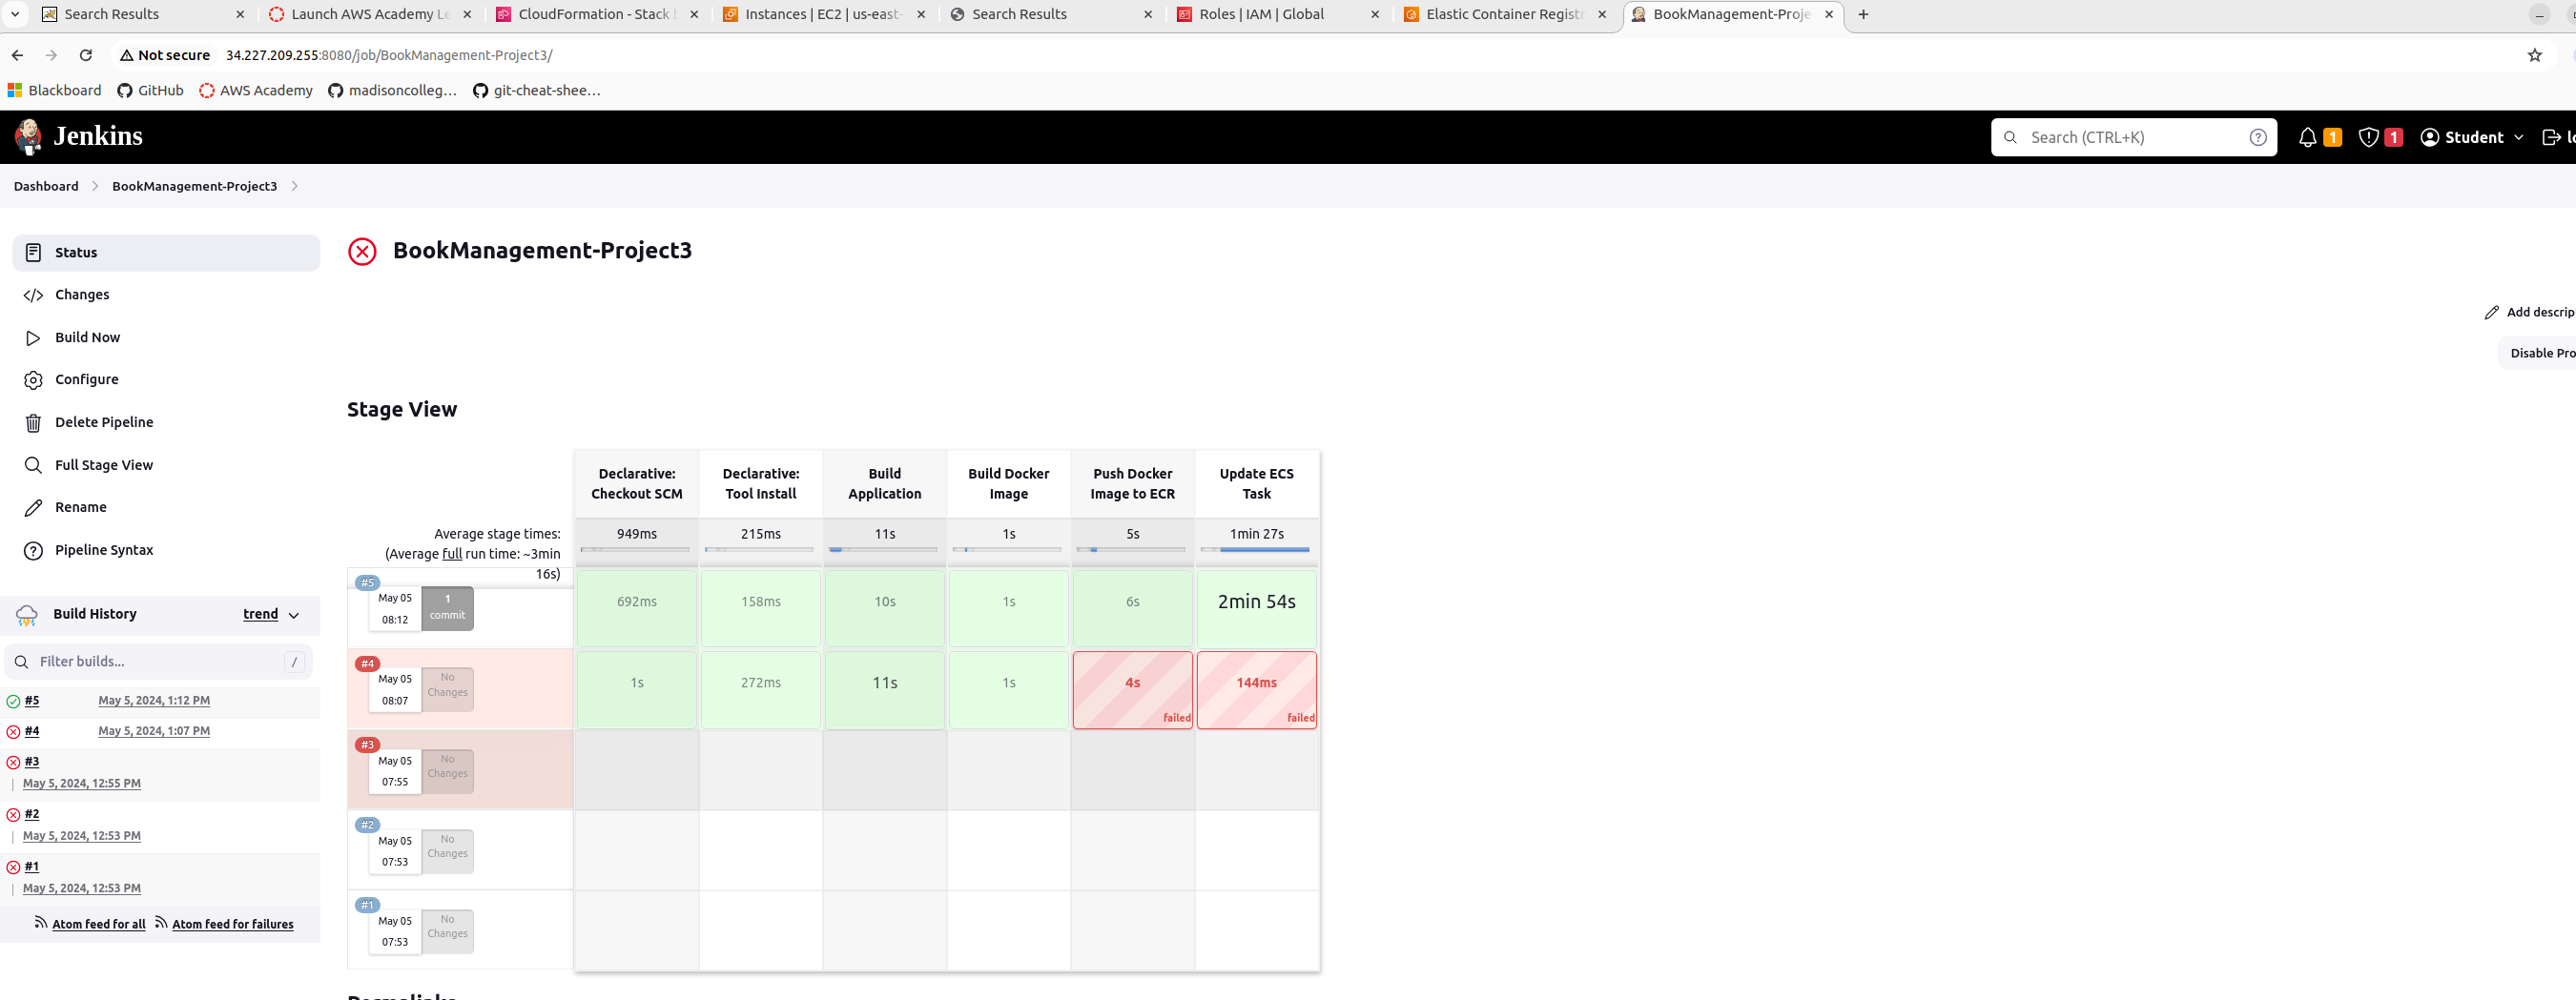 Search Results
Launch AWS Academy Le
CloudFormation - Stack b
Instances | EC2 | us-east-
Search Results
Roles | IAM | Global
Elastic Container Registr
BookManagement-Proje
Not secure 34.227.209.255:8080/job/BookManagement-Project3/
Blackboard GitHub AWS Academy madisoncolleg… git-cheat-shee…
Jenkins
Search (CTRL+K)
1
1
Student
lo
Dashboard BookManagement-Project3
Status
Changes
Build Now
Configure
Delete Pipeline
Full Stage View
Rename
Pipeline Syntax
Build History trend
Filter builds...
/
#5 May 5, 2024, 1:12 PM
#4 May 5, 2024, 1:07 PM
#3
May 5, 2024, 12:55 PM
#2
May 5, 2024, 12:53 PM
#1
May 5, 2024, 12:53 PM
Atom feed for all Atom feed for failures
BookManagement-Project3
Add descrip
Disable Pro
Stage View
Declarative: Declarative: Build Build Docker Push Docker Update ECS
Checkout SCM Tool Install Application Image Image to ECR Task
Average stage times: 949ms 215ms 11s 1s 5s 1min 27s
(Average full run time: ~3min
16s)
#5
May 05
08:12
1
commit
692ms 158ms 10s 1s 6s 2min 54s
#4
May 05
08:07
No
Changes
1s 272ms 11s 1s 4s 144ms
failed failed
#3
May 05
07:55
No
Changes
#2
May 05
07:53
No
Changes
#1
May 05
07:53
No
Changes
Permalinks